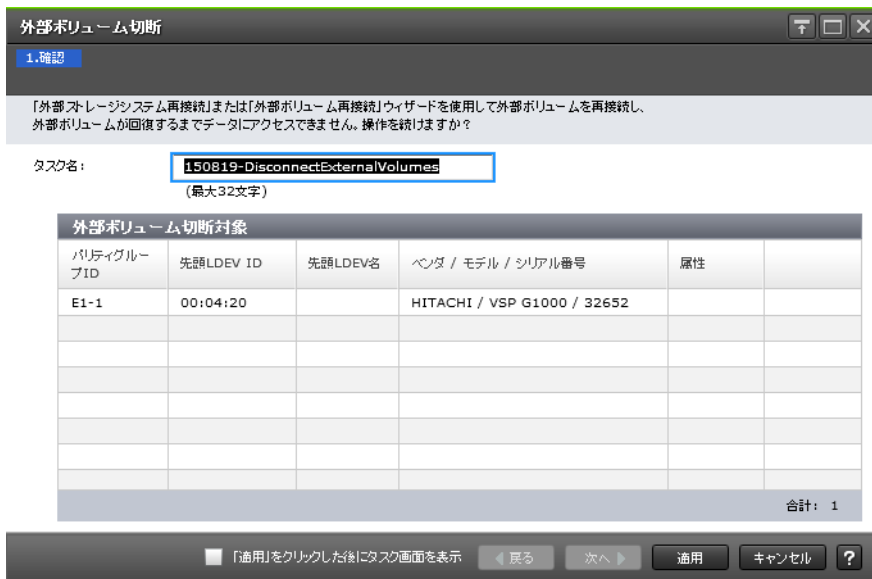 外部ボリューム切断
1.確認
「外部ストレージシステム再接続」または「外部ボリューム再接続」ウィザードを使用して外部ボリュームを再接続し、
外部ボリュームが回復するまでデータにアクセスできません。操作を続けますか?
タスク名: 150819-DisconnectExternalVolumes
(最大32文字)
外部ボリューム切断対象
パリティグルー
プID
先頭LDEV ID
先頭LDEV名
ベンダ / モデル / シリアル番号
属性
E1-1 00:04:20 HITACHI / VSP G1000 / 32652
合計: 1
「適用」をクリックした後にタスク画面を表示 戻る 次へ 適用 キャンセル ?